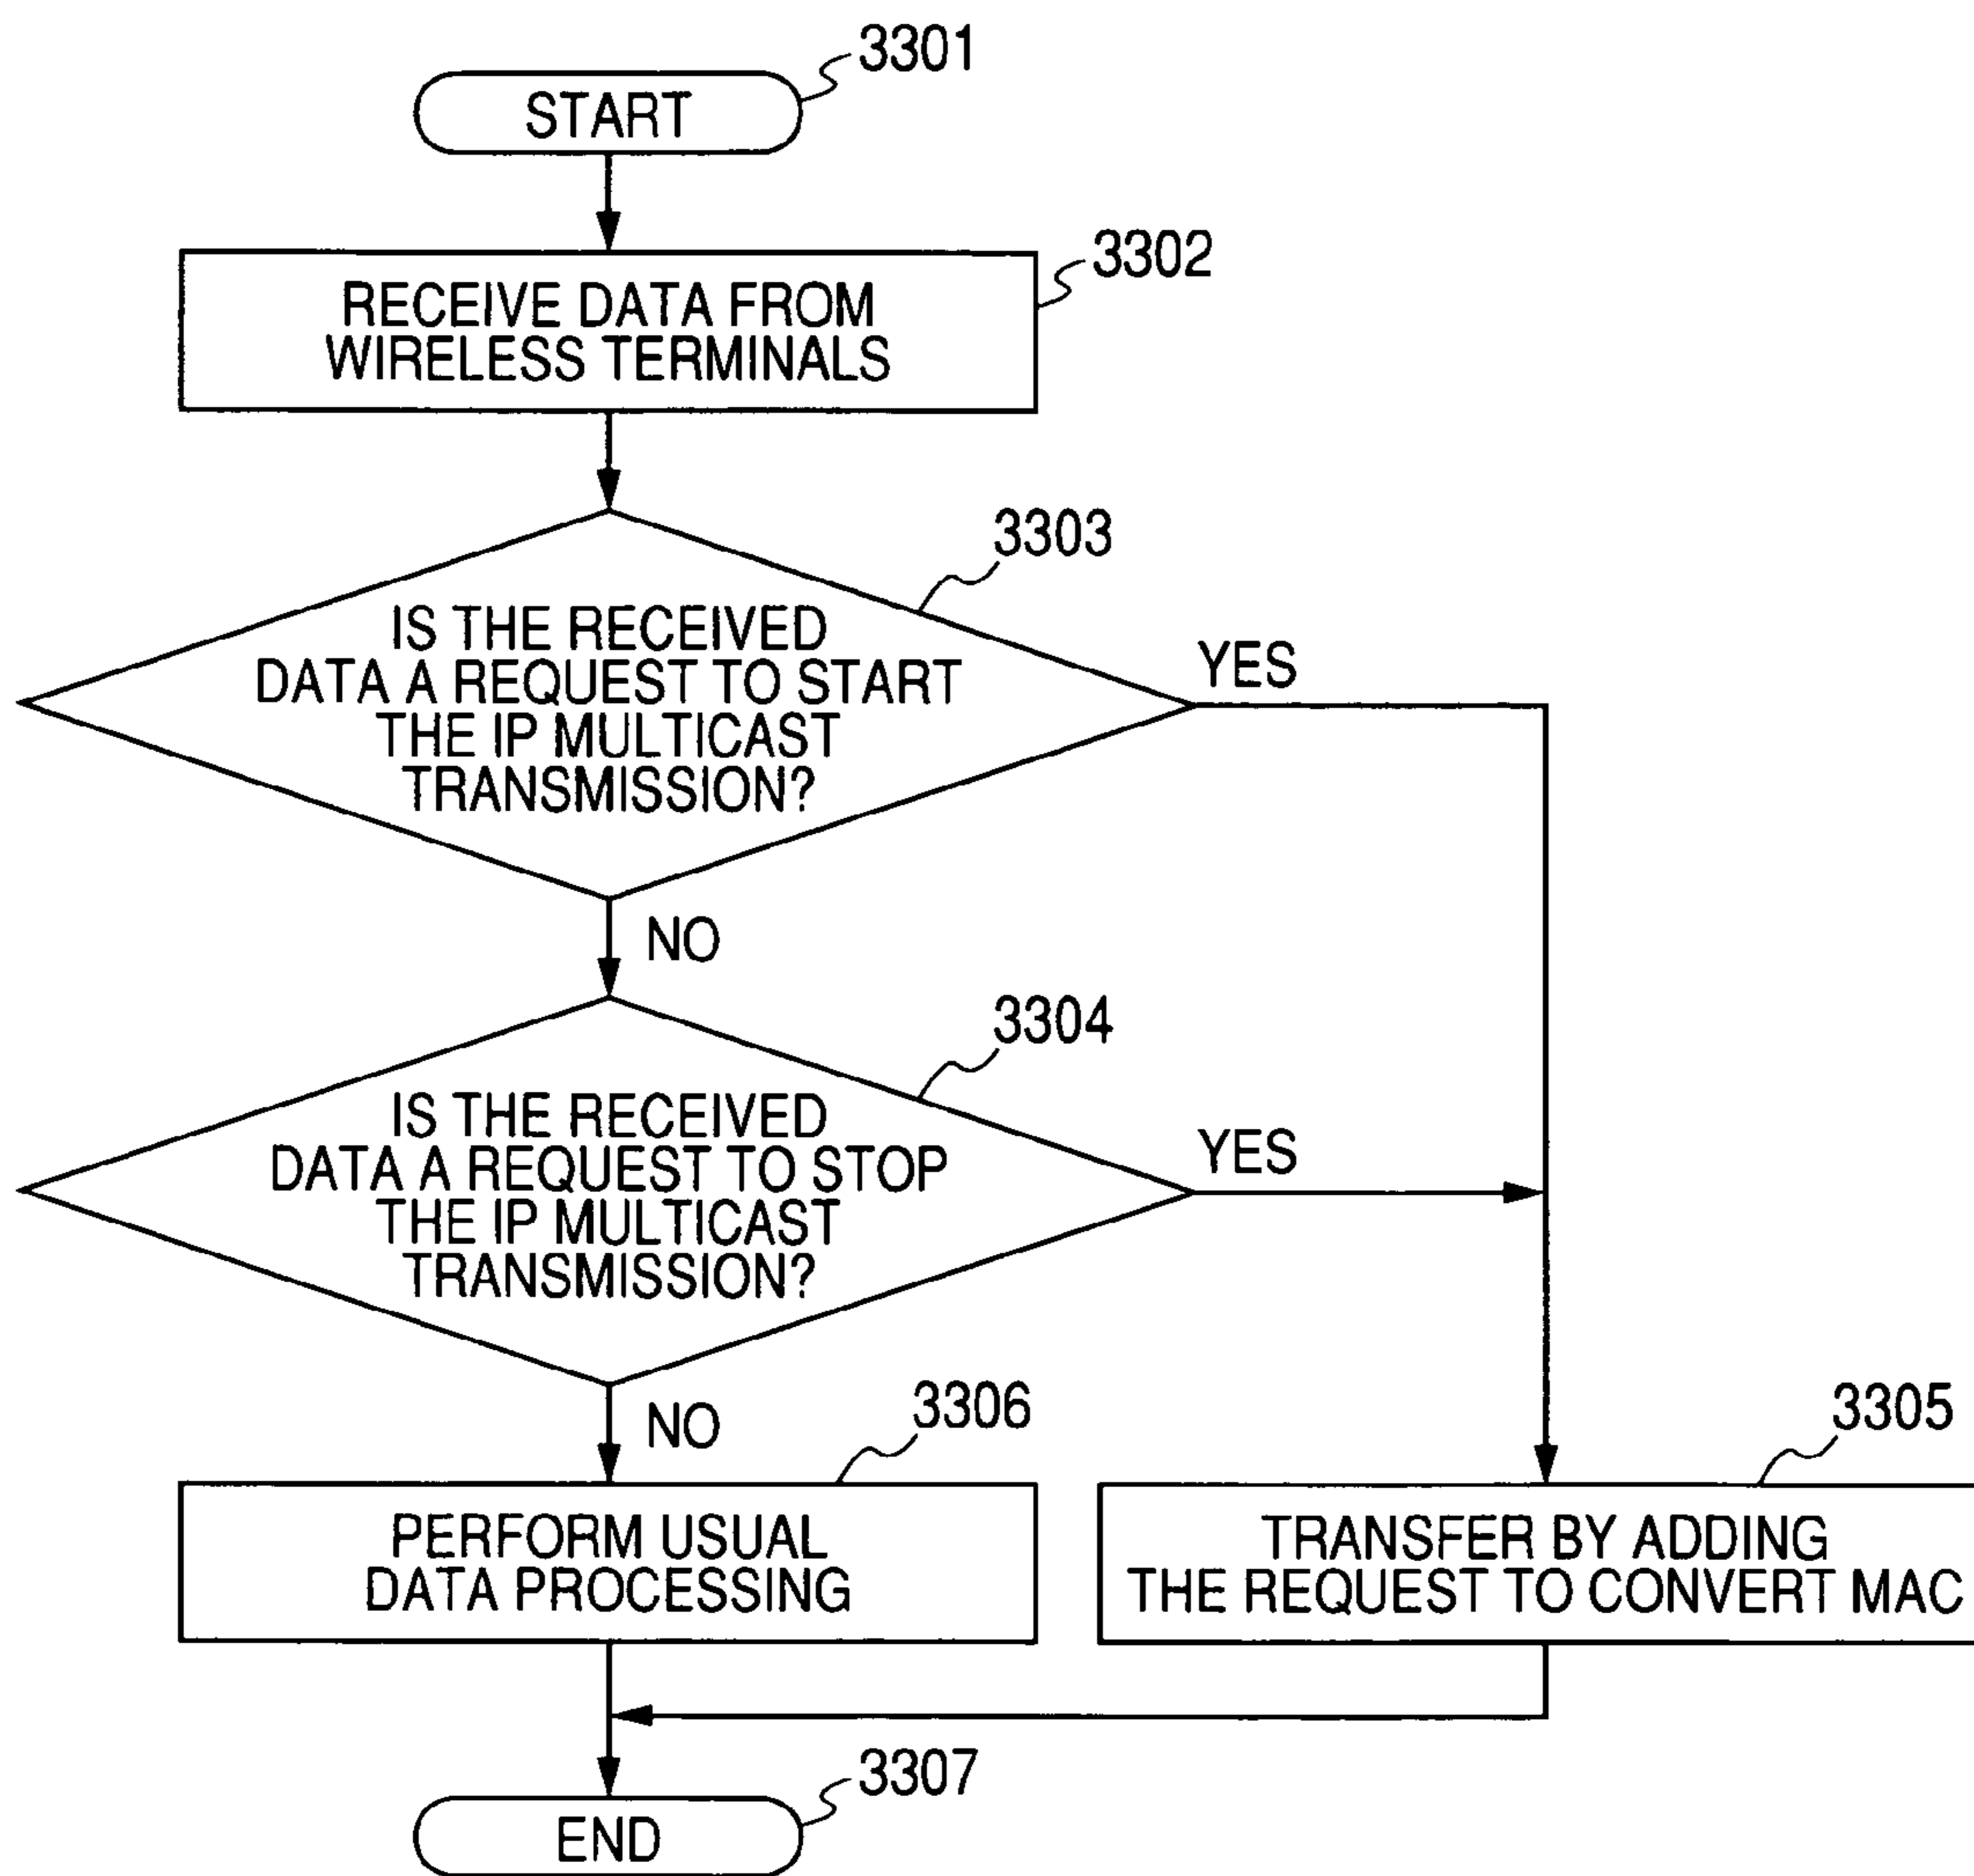 3301
START
3302
RECEIVE DATA FROM
WIRELESS TERMINALS
3303
IS THE RECEIVED
DATA A REQUEST TO START
THE IP MULTICAST
TRANSMISSION?
YES
NO
3304
IS THE RECEIVED
DATA A REQUEST TO STOP
THE IP MULTICAST
TRANSMISSION?
YES
NO
3306
PERFORM USUAL
DATA PROCESSING
3305
TRANSFER BY ADDING
THE REQUEST TO CONVERT MAC
3307
END